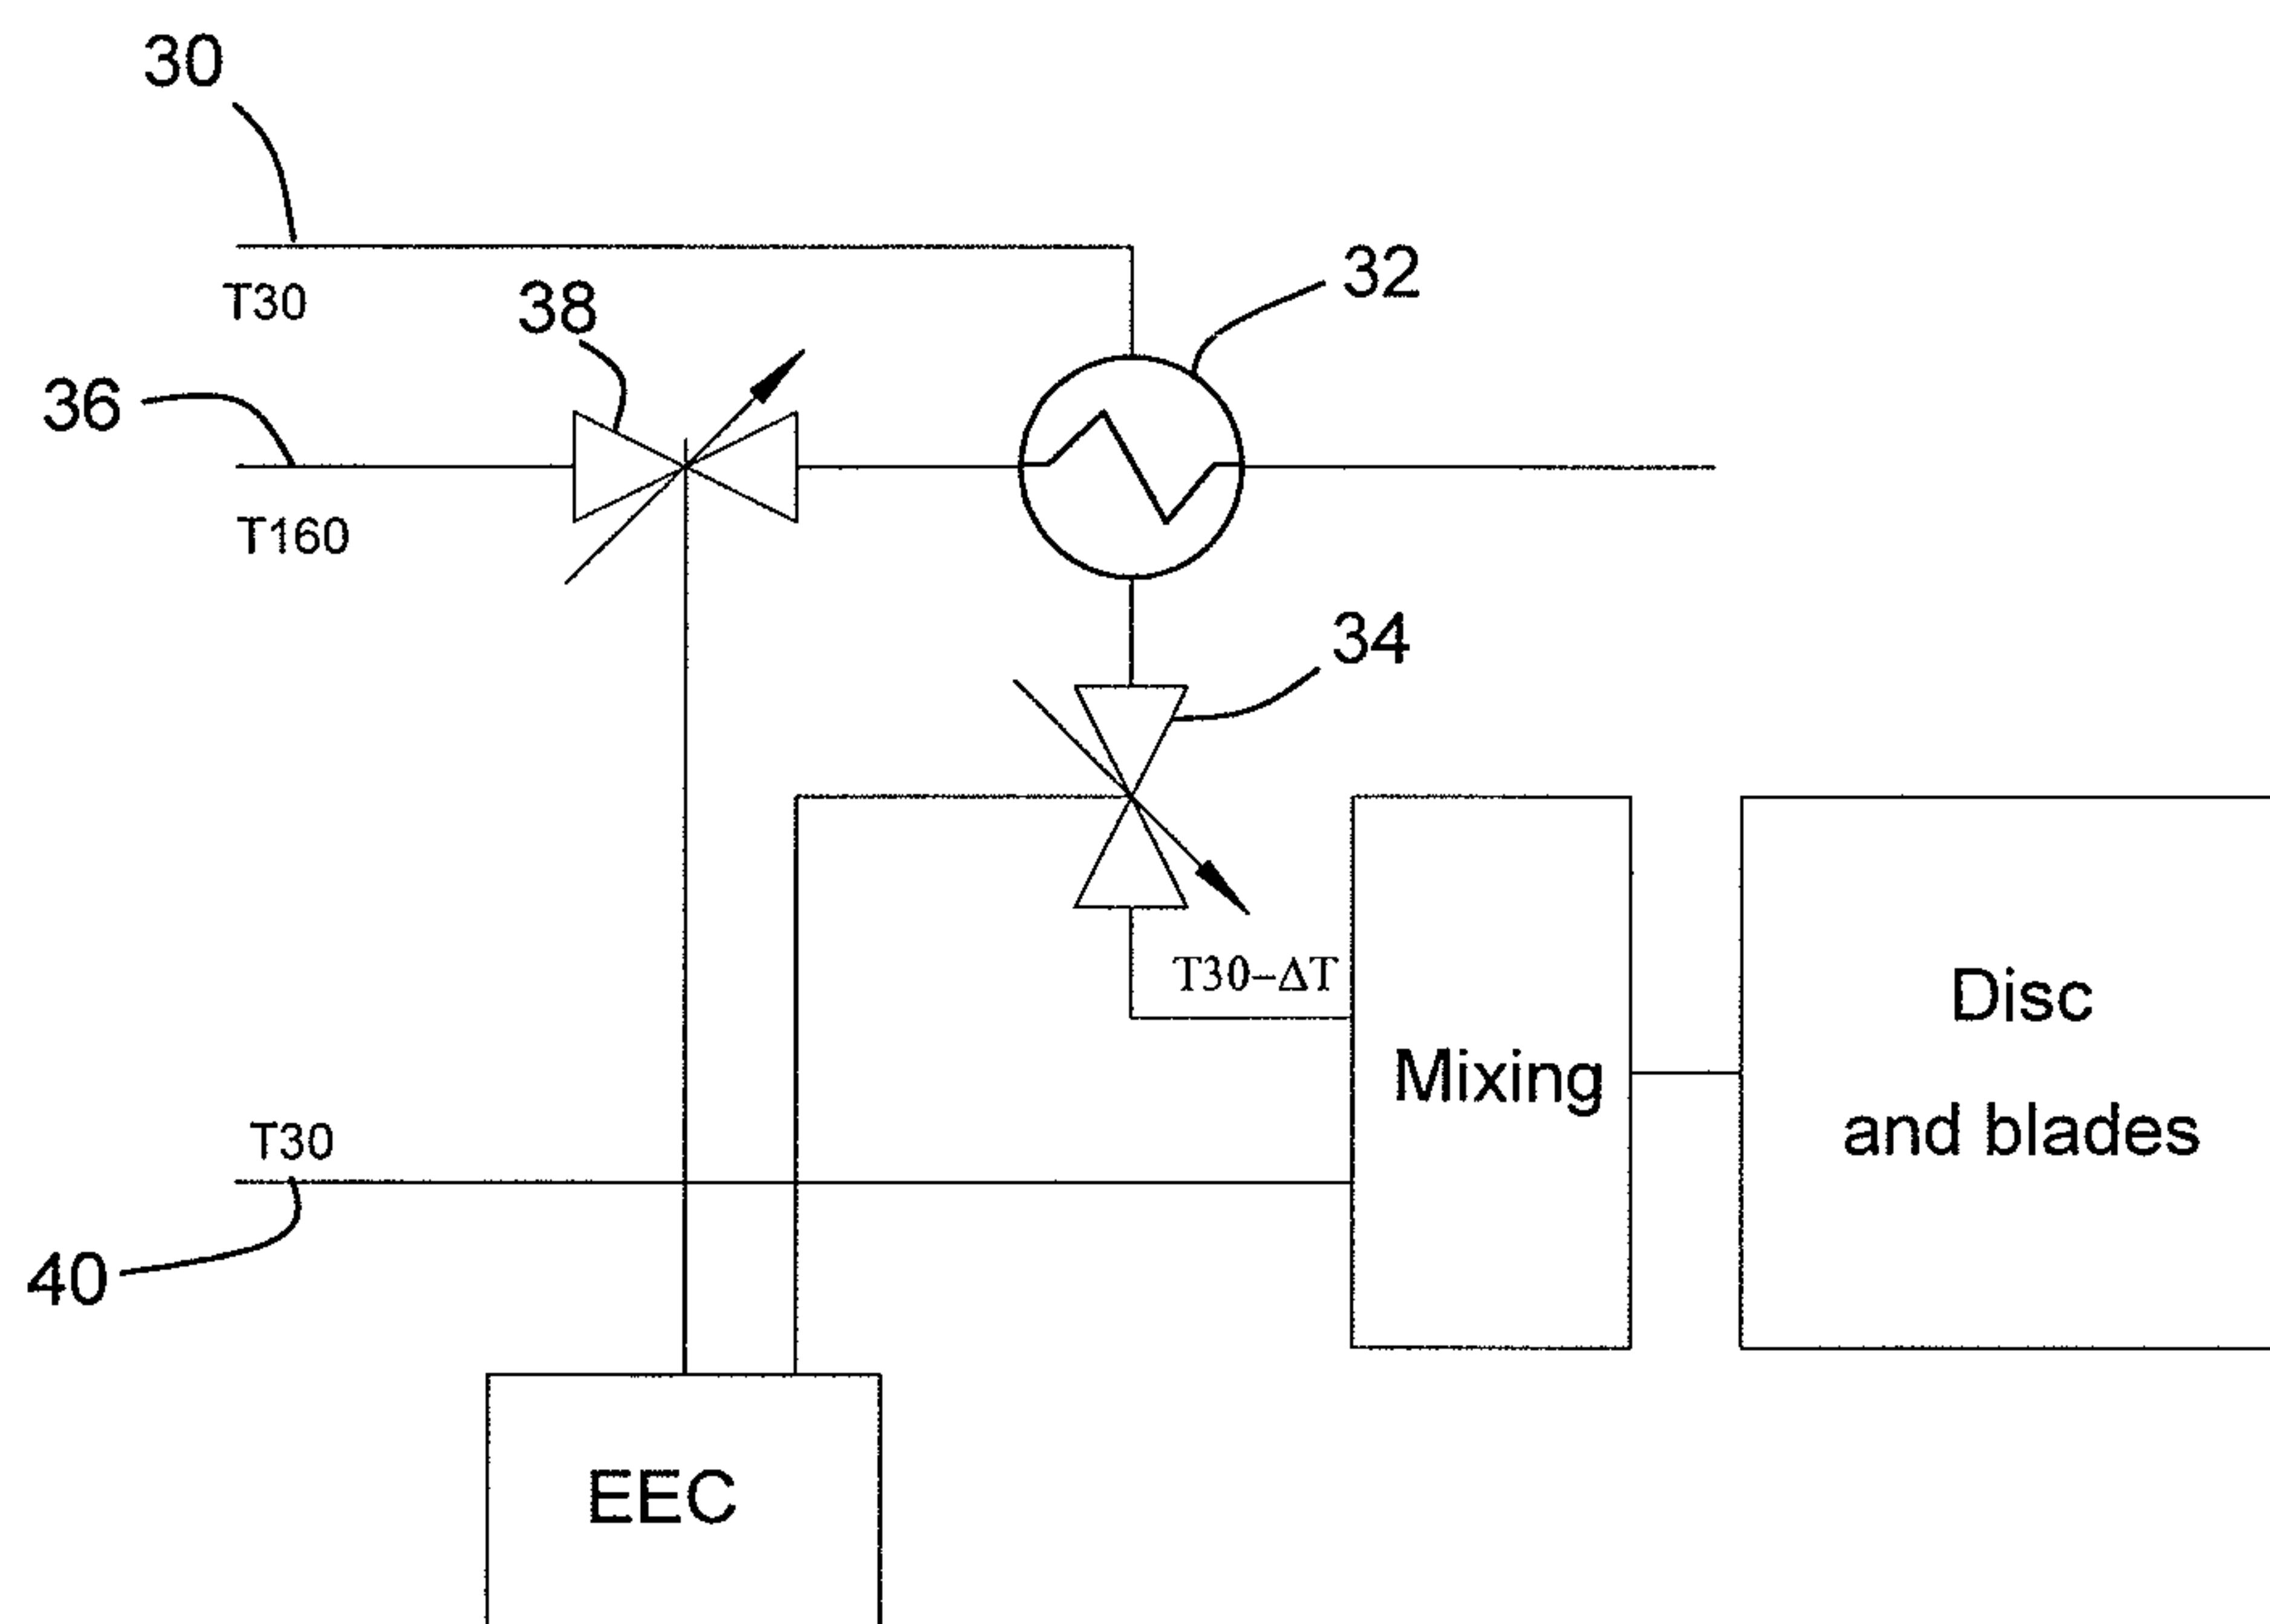 30
T30
38
32
36
T160
34
T30–ΔT
Disc
and blades
Mixing
T30
40
EEC